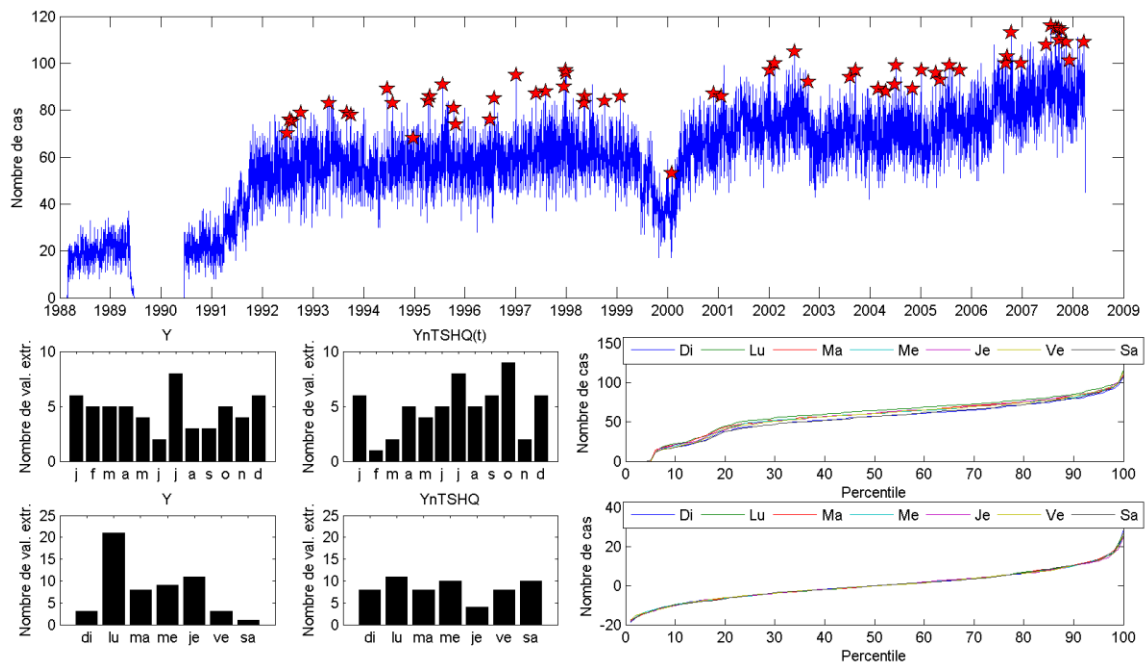 120
100
80
60
40
20
0
Nombre de cas
1988 1989 1990 1991 1992 1993 1994 1995 1996 1997 1998 1999 2000 2001 2002 2003 2004 2005 2006 2007 2008 2009
Y
10
5
0
Nombre de val. extr.
j f m a m j j a s o n d
YnTSHQ(t)
10
5
0
Nombre de val. extr.
j f m a m j j a s o n d
150
100
50
0
Nombre de cas
Di Lu Ma Me Je Ve Sa
0 10 20 30 40 50 60 70 80 90 100
Percentile
Y
25
20
15
10
5
0
Nombre de val. extr.
di lu ma me je ve sa
YnTSHQ
25
20
15
10
5
0
Nombre de val. extr.
di lu ma me je ve sa
40
20
0
-20
Nombre de cas
Di Lu Ma Me Je Ve Sa
0 10 20 30 40 50 60 70 80 90 100
Percentile